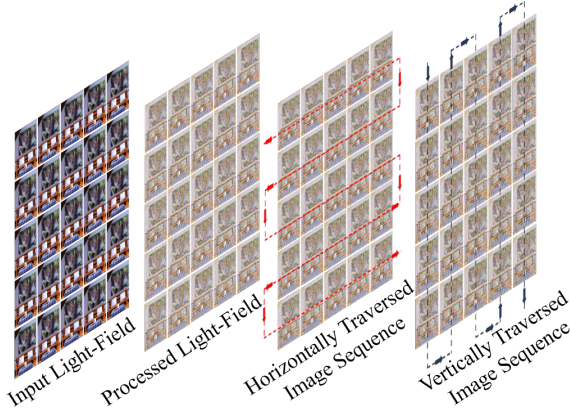 Input Light-Field
Processed Light-Field
Horizontally Traversed
Image Sequence
Vertically Traversed
Image Sequence